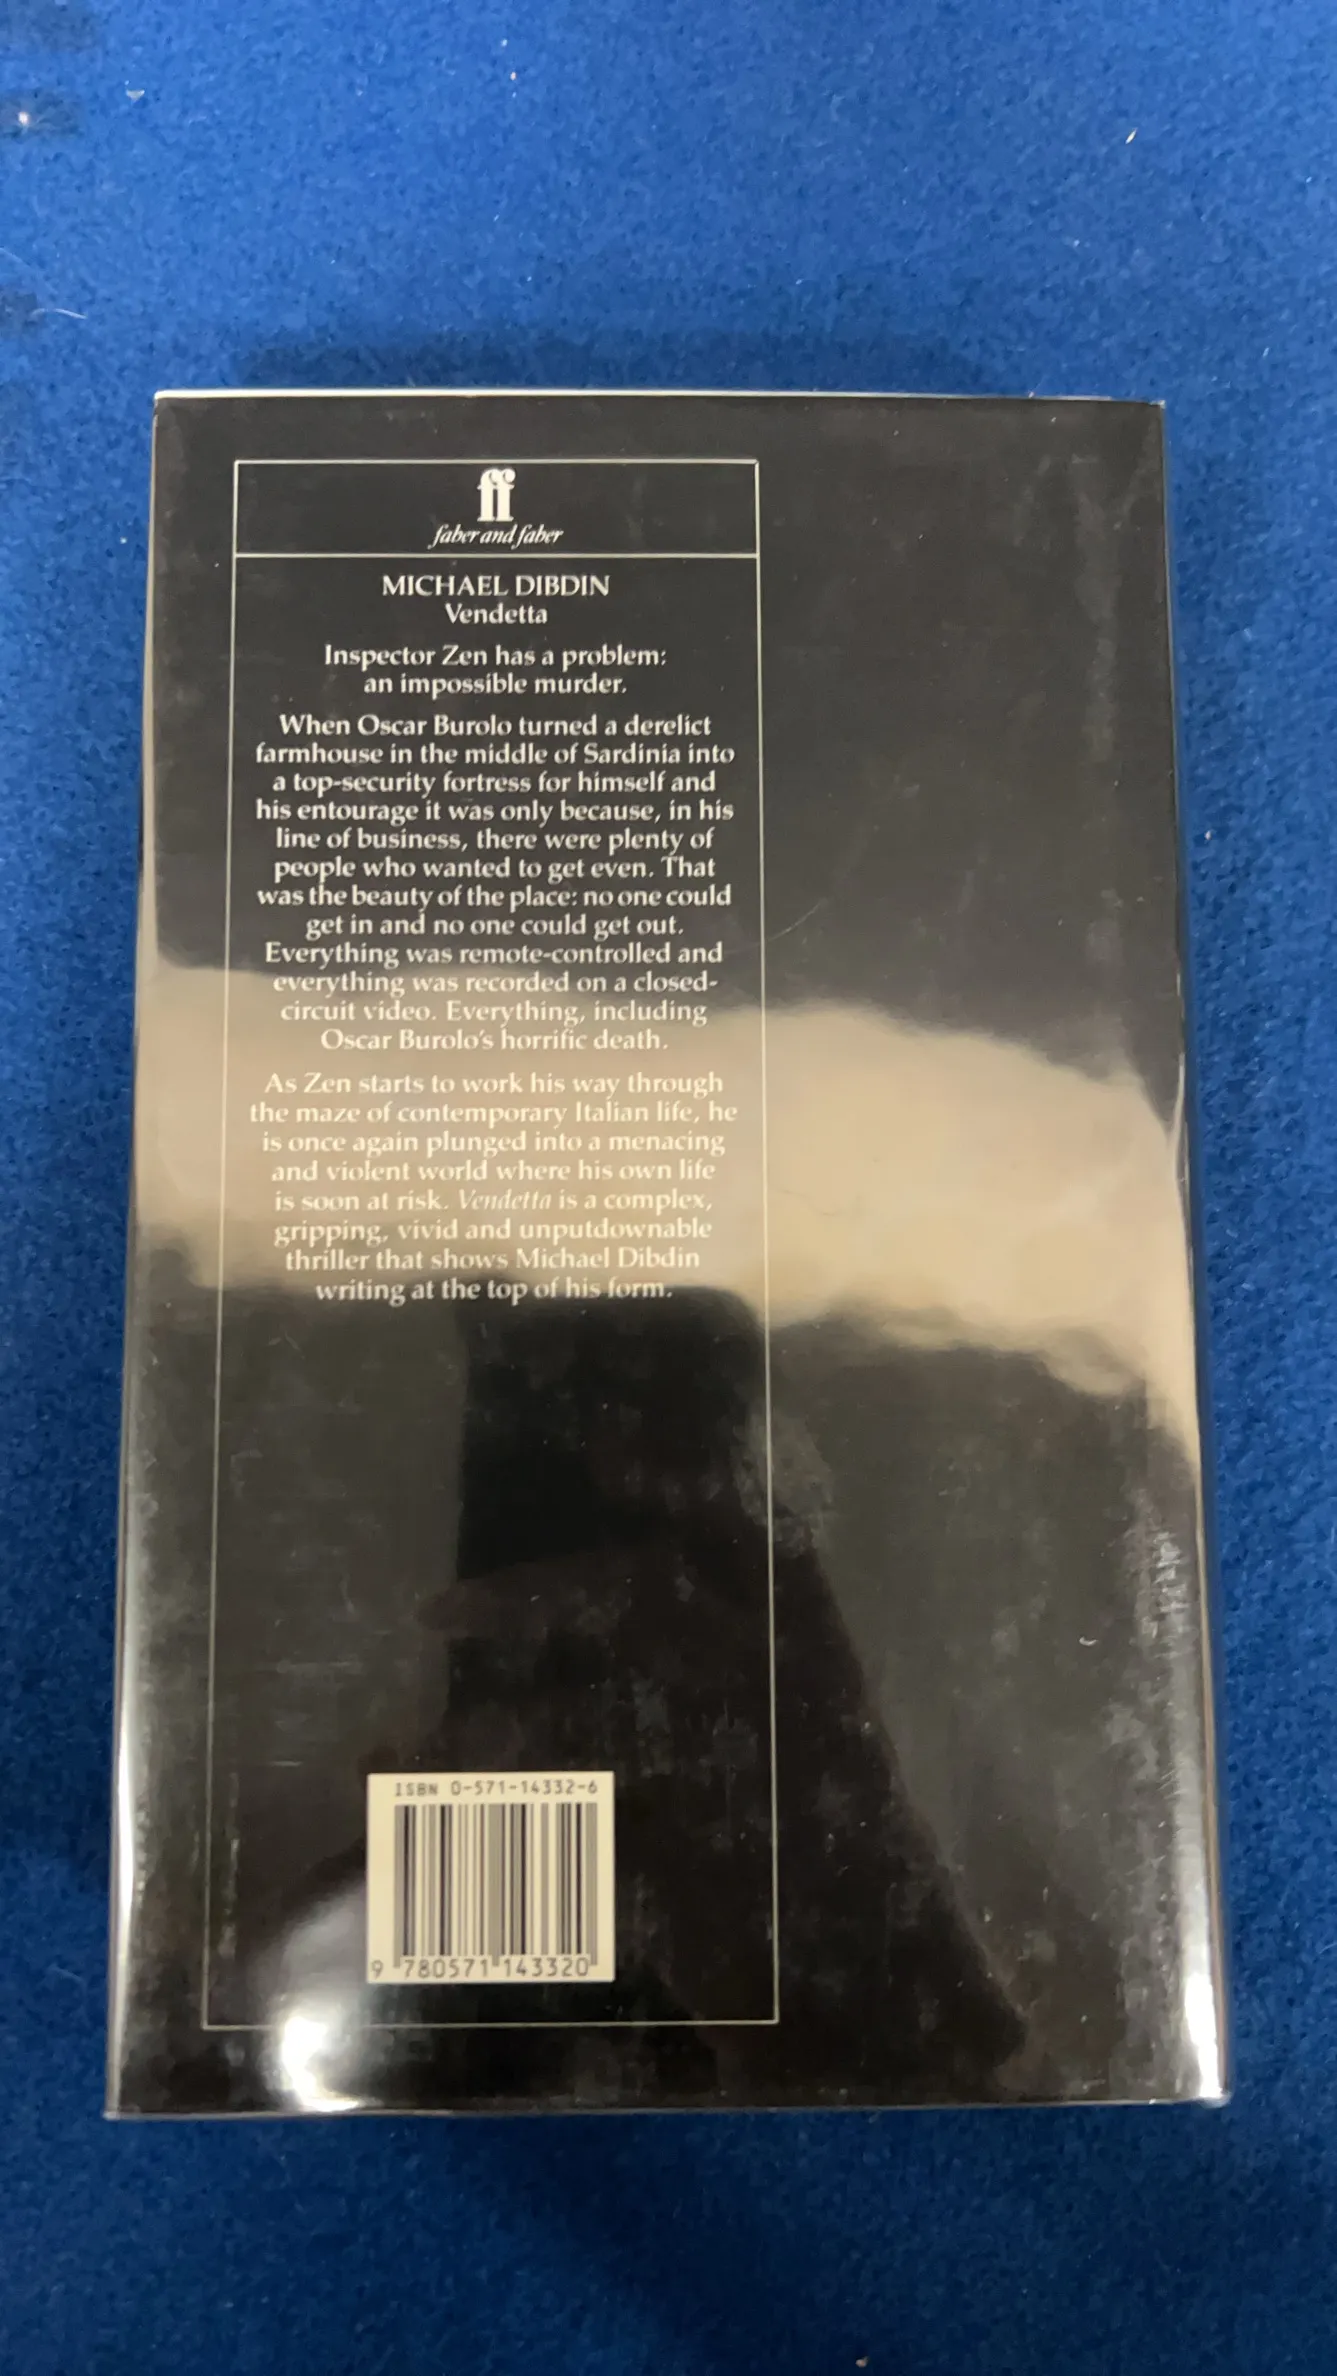 ff
faber and faber
MICHAEL DIBDIN
Vendetta
Inspector Zen has a problem:
an impossible murder.
When Oscar Burolo turned a derelict
farmhouse in the middle of Sardinia into
a top-security fortress for himself and
his entourage it was only because, in his
line of business, there were plenty of
people who wanted to get even. That
was the beauty of the place: no one could
get in and no one could get out.
Everything was remote-controlled and
everything was recorded on a closed-
circuit video. Everything, including
Oscar Burolo's horrific death.
As Zen starts to work his way through
the maze of contemporary Italian life, he
is once again plunged into a menacing
and violent world where his own life
is soon at risk. Vendetta is a complex,
gripping, vivid and unputdownable
thriller that shows Michael Dibdin
writing at the top of his form.
ISBN 0-571-14332-6
9 780571 143320